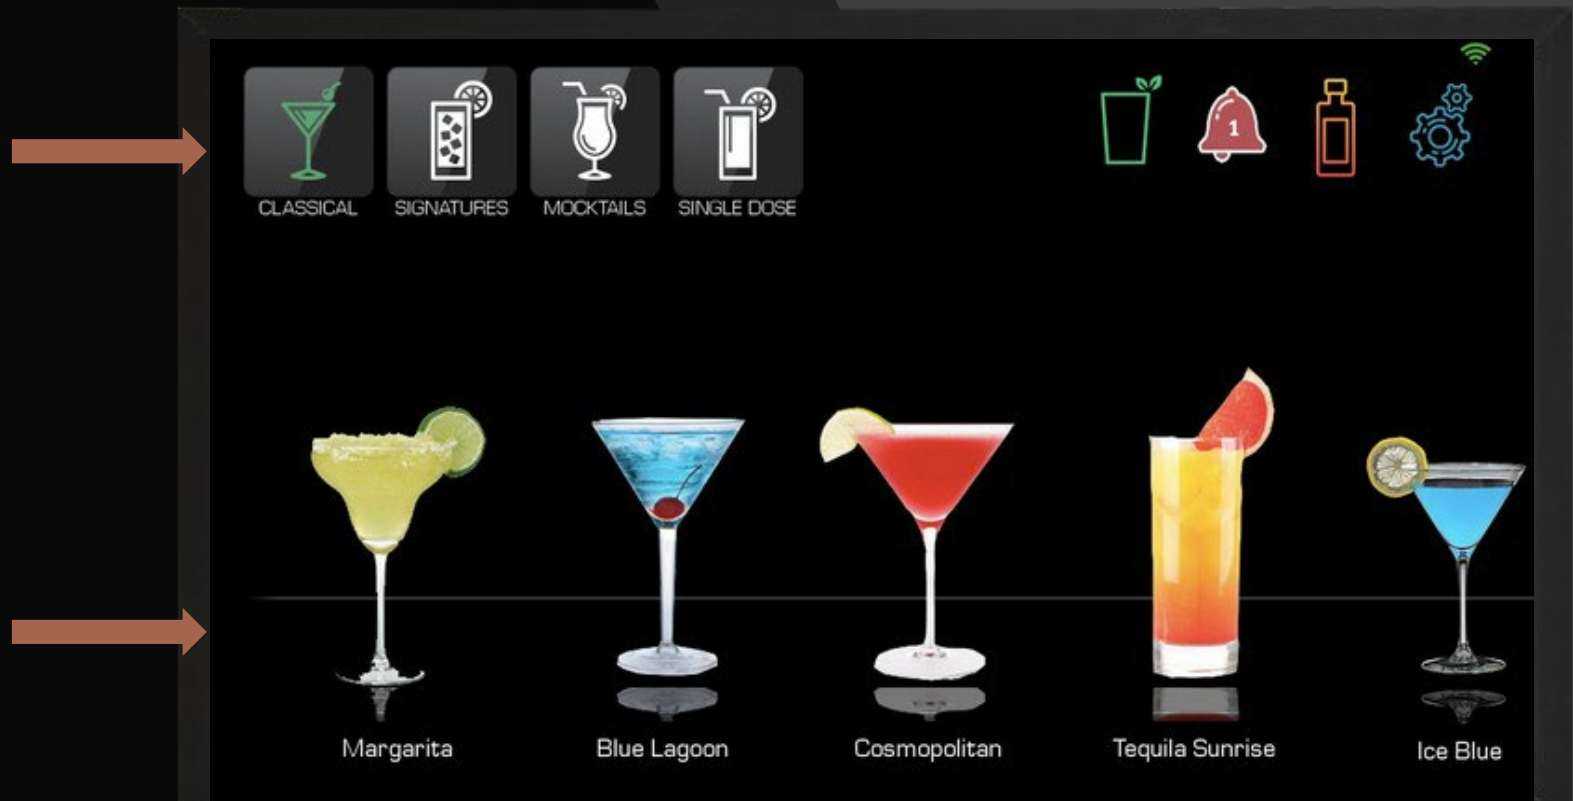 CLASSICAL SIGNATURES MOCKTAILS SINGLE DOSE
1
Margarita Blue Lagoon Cosmopolitan Tequila Sunrise Ice Blue